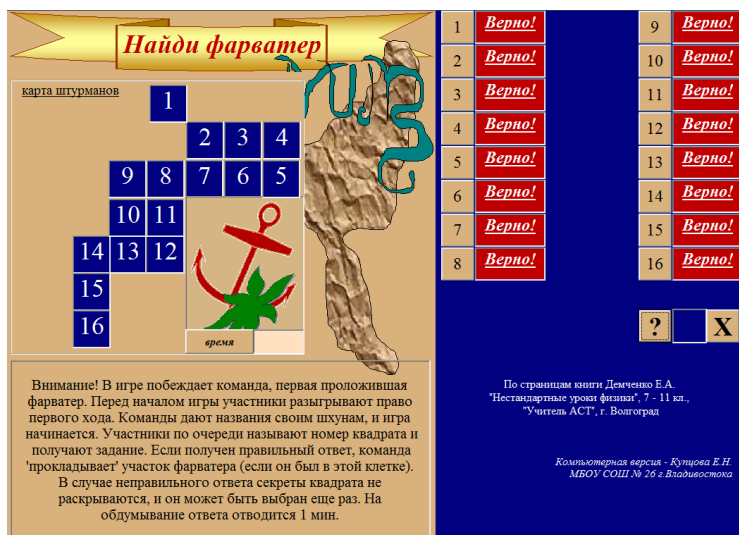 Найди фарватер
карта штурманов
1
2 3 4
9 8 7 6 5
10 11
14 13 12
15
16
время
Внимание! В игре побеждает команда, первая проложившая
фарватер. Перед началом игры участники разыгрывают право
первого хода. Команды дают названия своим шхунам, и игра
начинается. Участники по очереди называют номер квадрата и
получают задание. Если получен правильный ответ, команда
'прокладывает' участок фарватера (если он был в этой клетке).
В случае неправильного ответа секреты квадрата не
раскрываются, и он может быть выбран еще раз. На
обдумывание ответа отводится 1 мин.
1 Верно!
2 Верно!
3 Верно!
4 Верно!
5 Верно!
6 Верно!
7 Верно!
8 Верно!
9 Верно!
10 Верно!
11 Верно!
12 Верно!
13 Верно!
14 Верно!
15 Верно!
16 Верно!
? X
По страницам книги Демченко Е.А.
"Нестандартные уроки физики", 7 - 11 кл.,
"Учитель АСТ", г. Волгоград
Компьютерная версия - Купцова Е.Н.
МБОУ СОШ № 26 г.Владивостока